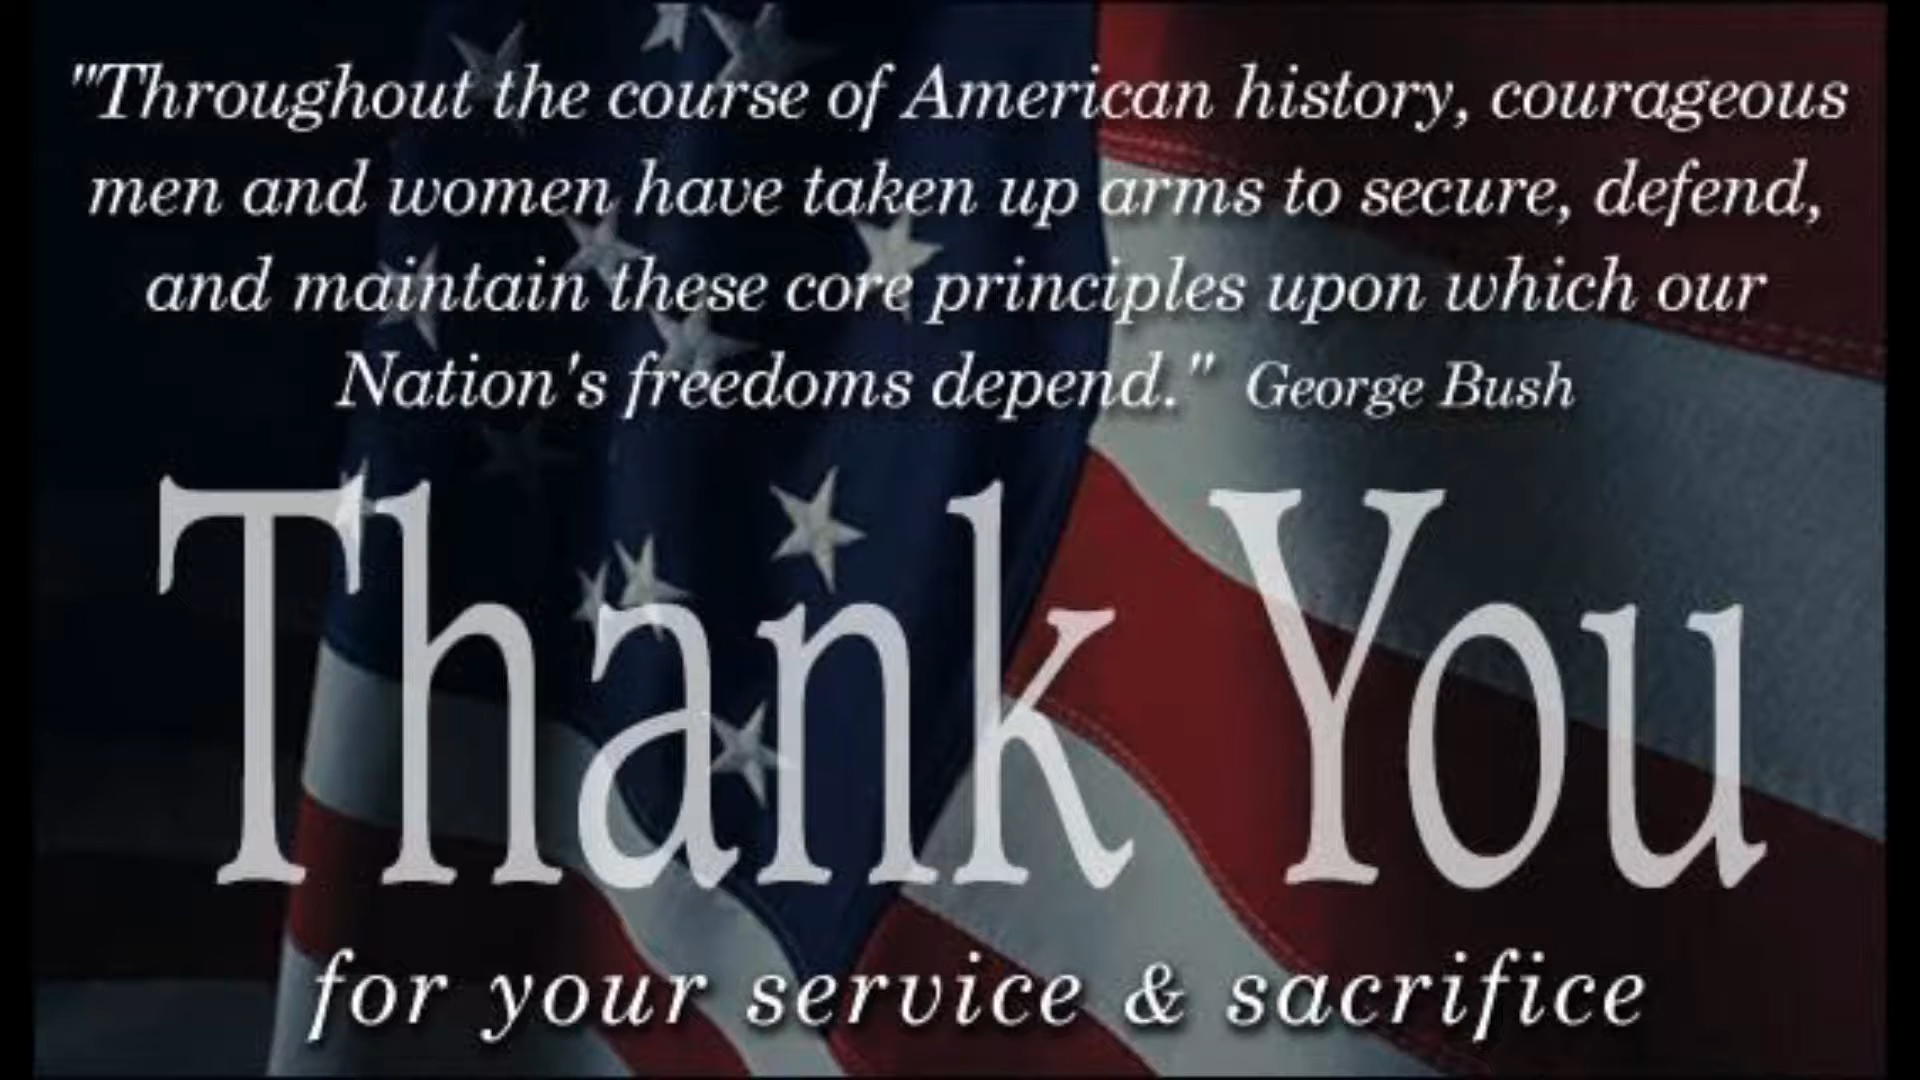 "Throughout the course of American history, courageous
men and women have taken up arms to secure, defend,
and maintain these core principles upon which our
Nation's freedoms depend." George Bush
Thank You
for your service & sacrifice